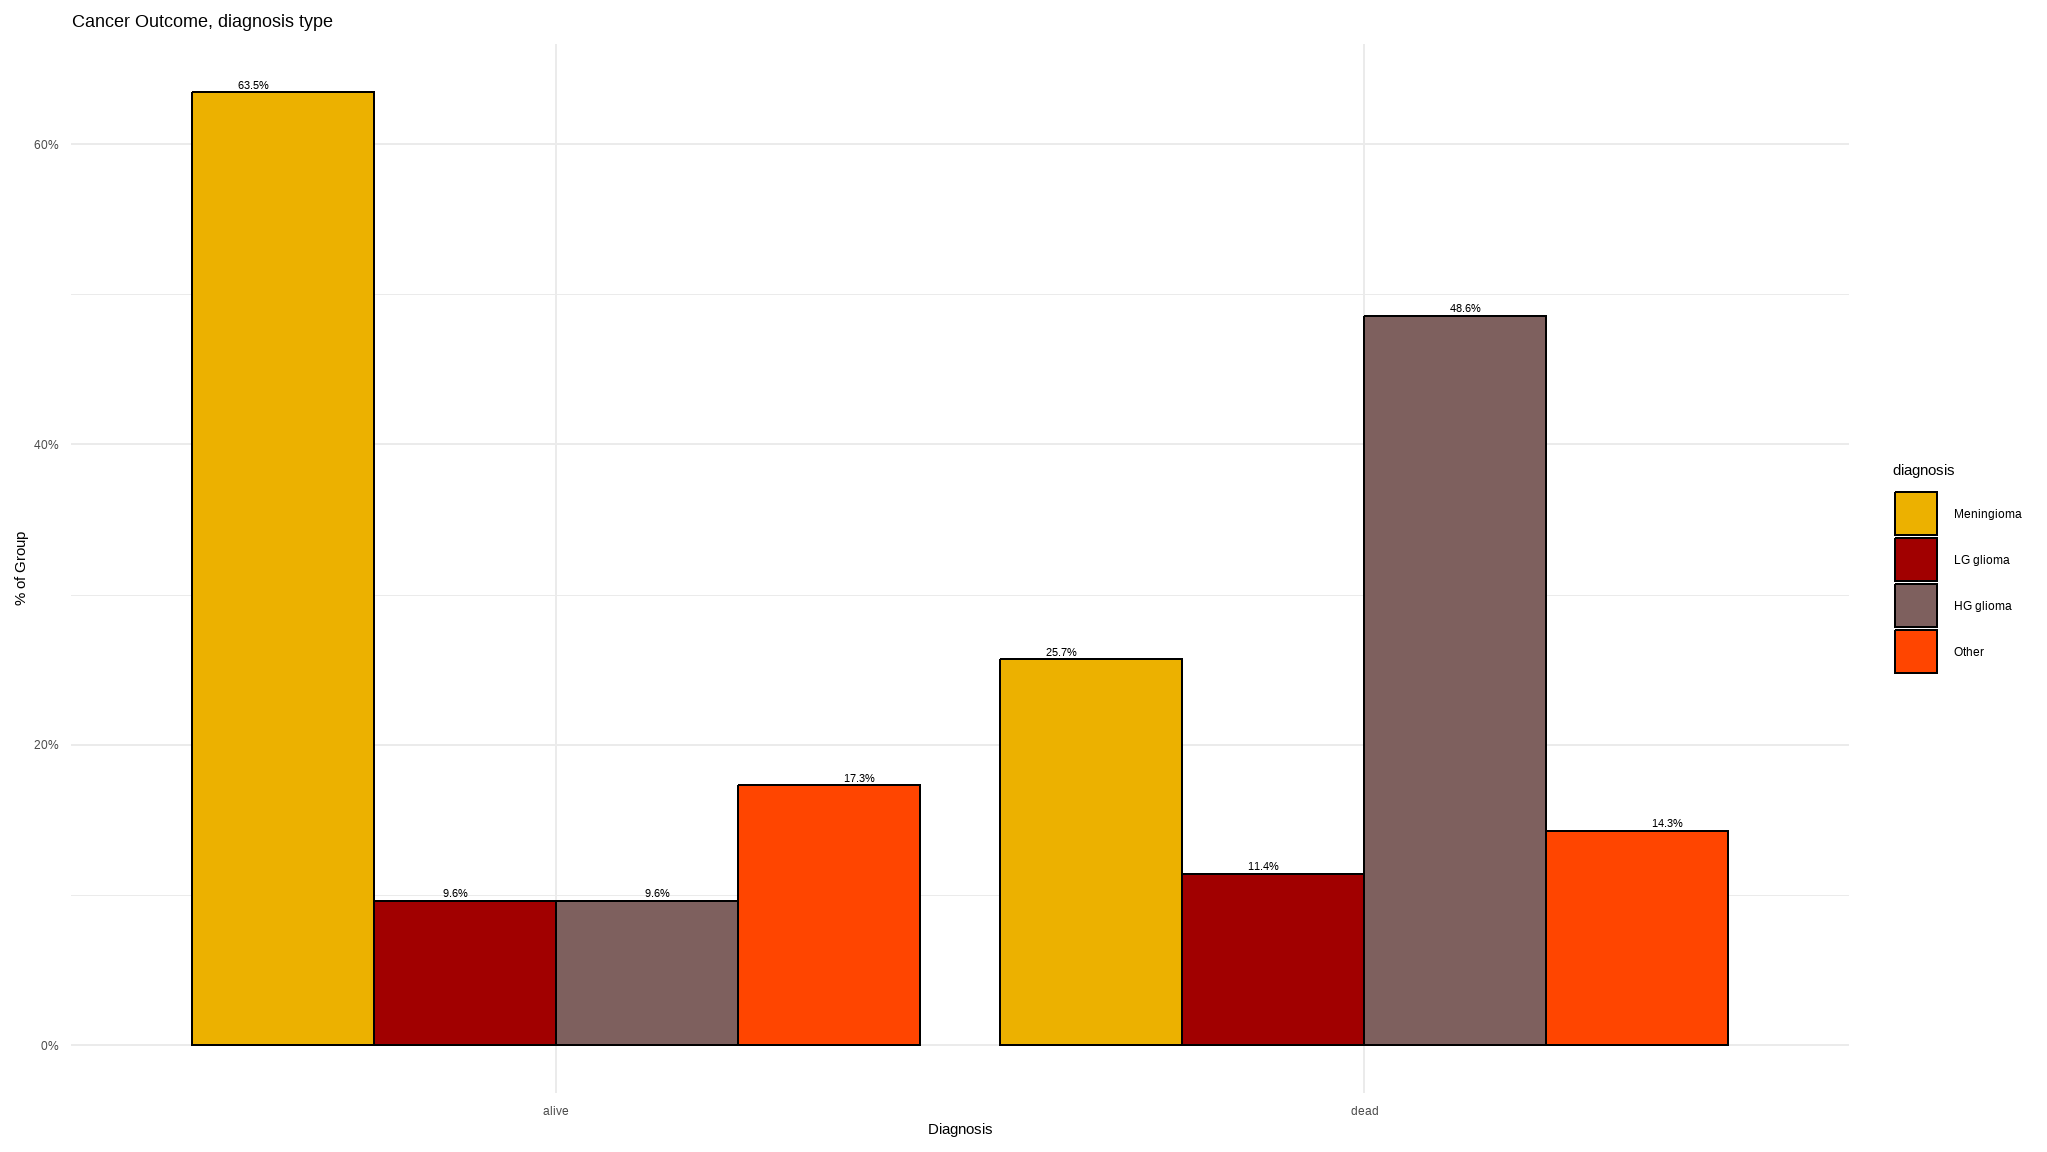 Cancer Outcome, diagnosis type
63.5%
9.6%
9.6%
17.3%
25.7%
11.4%
48.6%
14.3%
60%
40%
20%
0%
% of Group
alive
dead
Diagnosis
diagnosis
Meningioma
LG glioma
HG glioma
Other